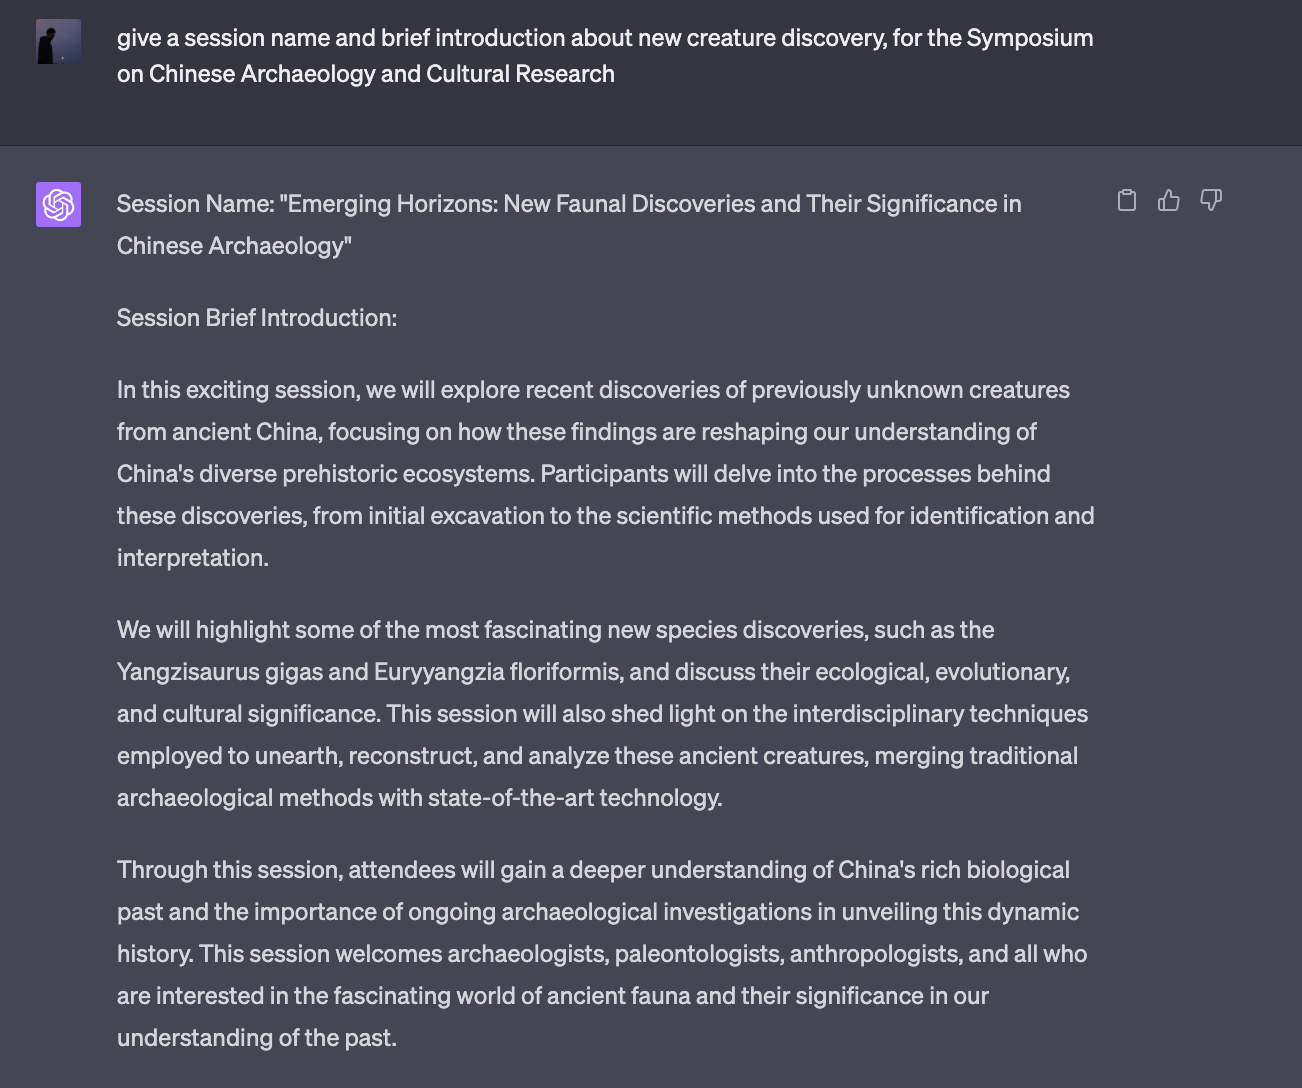 give a session name and brief introduction about new creature discovery, for the Symposium
on Chinese Archaeology and Cultural Research
Session Name: "Emerging Horizons: New Faunal Discoveries and Their Significance in
Chinese Archaeology"
Session Brief Introduction:
In this exciting session, we will explore recent discoveries of previously unknown creatures
from ancient China, focusing on how these findings are reshaping our understanding of
China's diverse prehistoric ecosystems. Participants will delve into the processes behind
these discoveries, from initial excavation to the scientific methods used for identification and
interpretation.
We will highlight some of the most fascinating new species discoveries, such as the
Yangzisaurus gigas and Euryyangzia floriformis, and discuss their ecological, evolutionary,
and cultural significance. This session will also shed light on the interdisciplinary techniques
employed to unearth, reconstruct, and analyze these ancient creatures, merging traditional
archaeological methods with state-of-the-art technology.
Through this session, attendees will gain a deeper understanding of China's rich biological
past and the importance of ongoing archaeological investigations in unveiling this dynamic
history. This session welcomes archaeologists, paleontologists, anthropologists, and all who
are interested in the fascinating world of ancient fauna and their significance in our
understanding of the past.